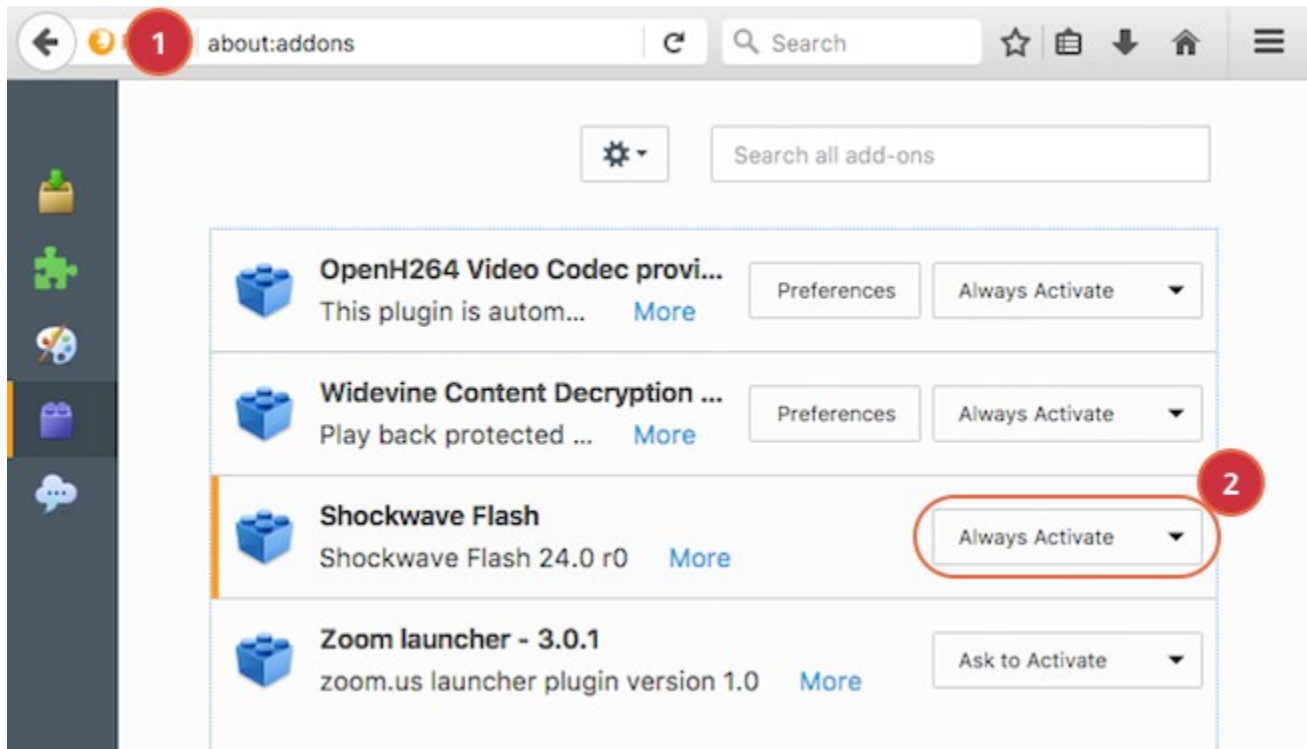 1
about:addons
Search
Search all add-ons
OpenH264 Video Codec provi...
This plugin is autom... More
Preferences
Always Activate
Widevine Content Decryption ...
Play back protected ... More
Preferences
Always Activate
2
Shockwave Flash
Shockwave Flash 24.0 r0 More
Always Activate
Zoom launcher - 3.0.1
zoom.us launcher plugin version 1.0 More
Ask to Activate